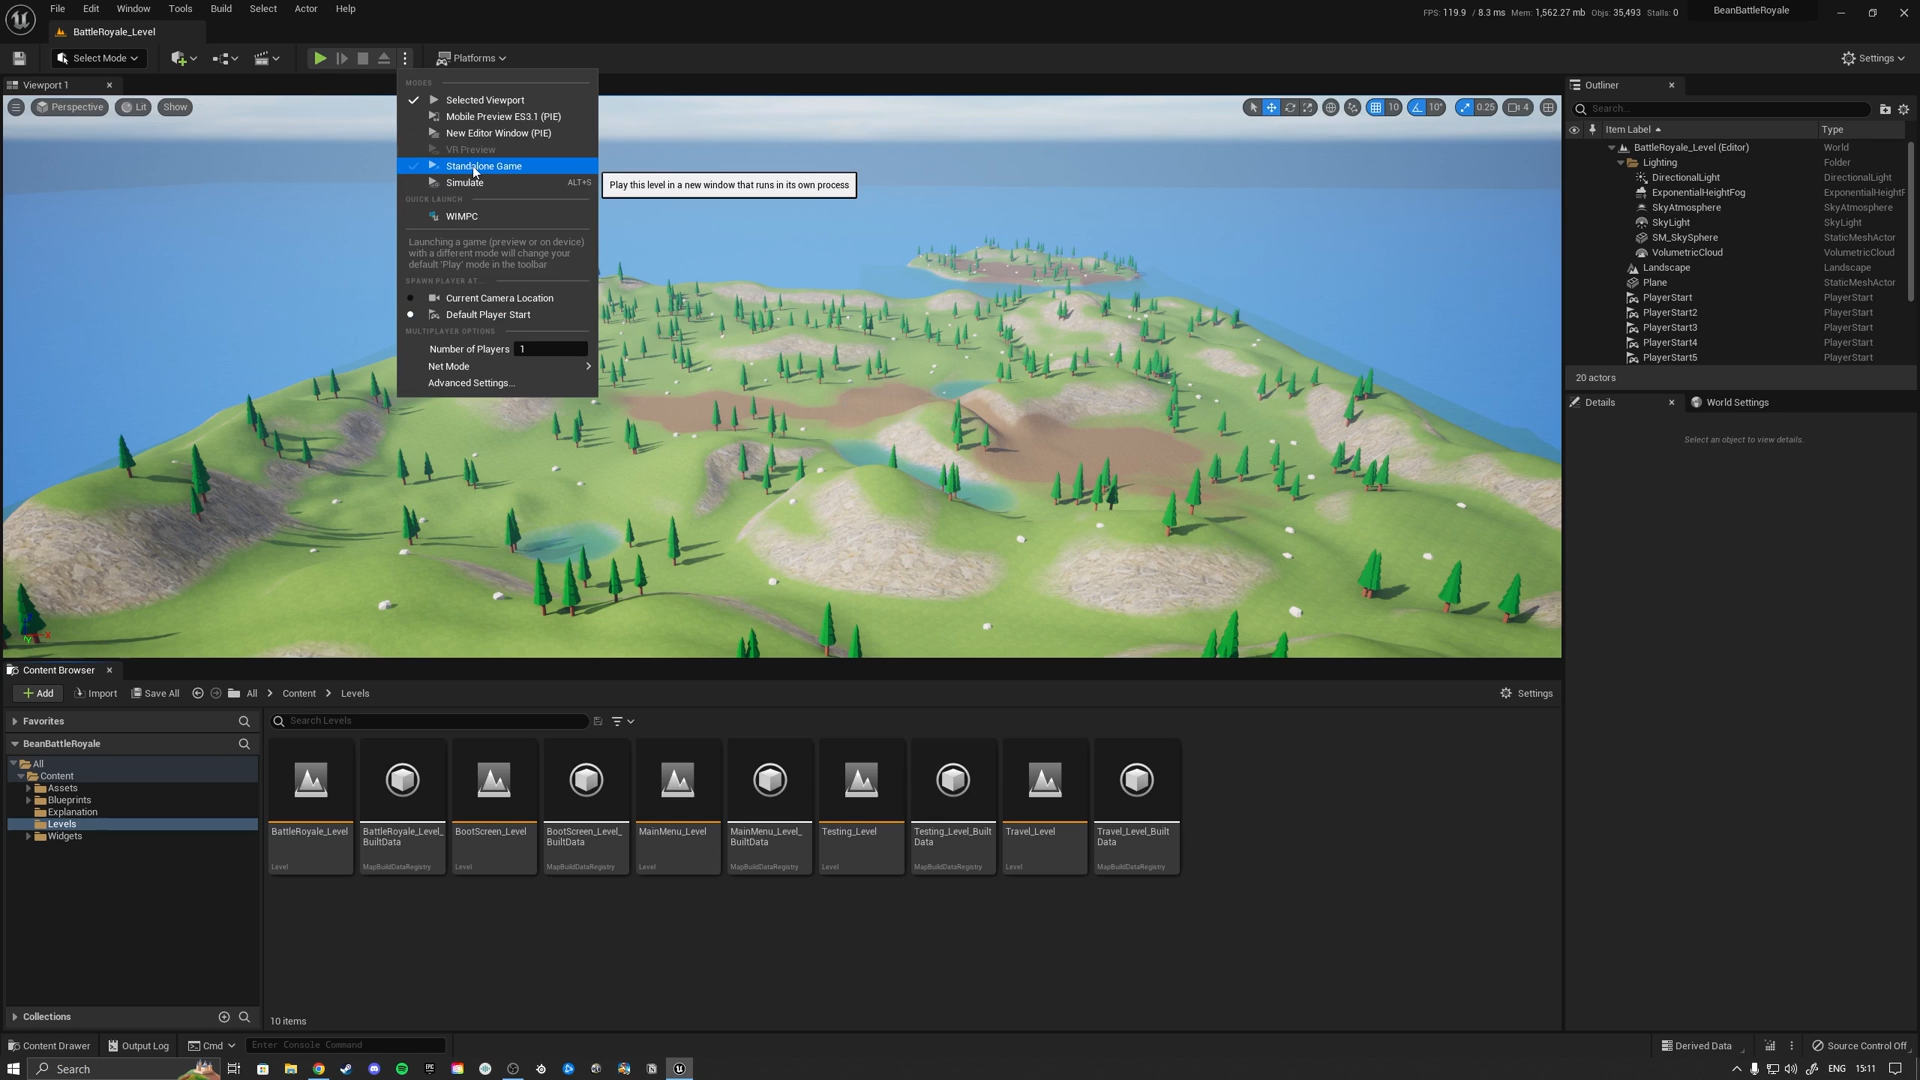 File Edit Window Tools Build Select Actor Help
FPS: 119.9 / 8.3 ms Mem: 1,562.27 mb Objs: 35,493 Stalls: 0
BeanBattleRoyale
BattleRoyale_Level
Select Mode
Platforms
Settings
Viewport 1
Perspective Lit Show
10 10° 0.25 4
MODES
Selected Viewport
Mobile Preview ES3.1 (PIE)
New Editor Window (PIE)
VR Preview
Standalone Game
Simulate ALT+S
Play this level in a new window that runs in its own process
QUICK LAUNCH
WIMPC
Launching a game (preview or on device)
with a different mode will change your
default 'Play' mode in the toolbar
SPAWN PLAYER AT...
Current Camera Location
Default Player Start
MULTIPLAYER OPTIONS
Number of Players 1
Net Mode
Advanced Settings...
Outliner
Search...
Item Label Type
BattleRoyale_Level (Editor) World
Lighting Folder
DirectionalLight DirectionalLight
ExponentialHeightFog ExponentialHeightF
SkyAtmosphere SkyAtmosphere
SkyLight SkyLight
SM_SkySphere StaticMeshActor
VolumetricCloud VolumetricCloud
Landscape Landscape
Plane StaticMeshActor
PlayerStart PlayerStart
PlayerStart2 PlayerStart
PlayerStart3 PlayerStart
PlayerStart4 PlayerStart
PlayerStart5 PlayerStart
20 actors
Details World Settings
Select an object to view details.
Content Browser
Add Import Save All All Content Levels Settings
Favorites
BeanBattleRoyale
All
Content
Assets
Blueprints
Explanation
Levels
Widgets
Collections
Search Levels
BattleRoyale_Level
Level
BattleRoyale_Level_
BuiltData
MapBuildDataRegistry
BootScreen_Level
Level
BootScreen_Level_
BuiltData
MapBuildDataRegistry
MainMenu_Level
Level
MainMenu_Level_
BuiltData
MapBuildDataRegistry
Testing_Level
Level
Testing_Level_Built
Data
MapBuildDataRegistry
Travel_Level
Level
Travel_Level_Built
Data
MapBuildDataRegistry
10 items
Content Drawer Output Log Cmd Enter Console Command
Derived Data Source Control Off
Search
ENG 15:11